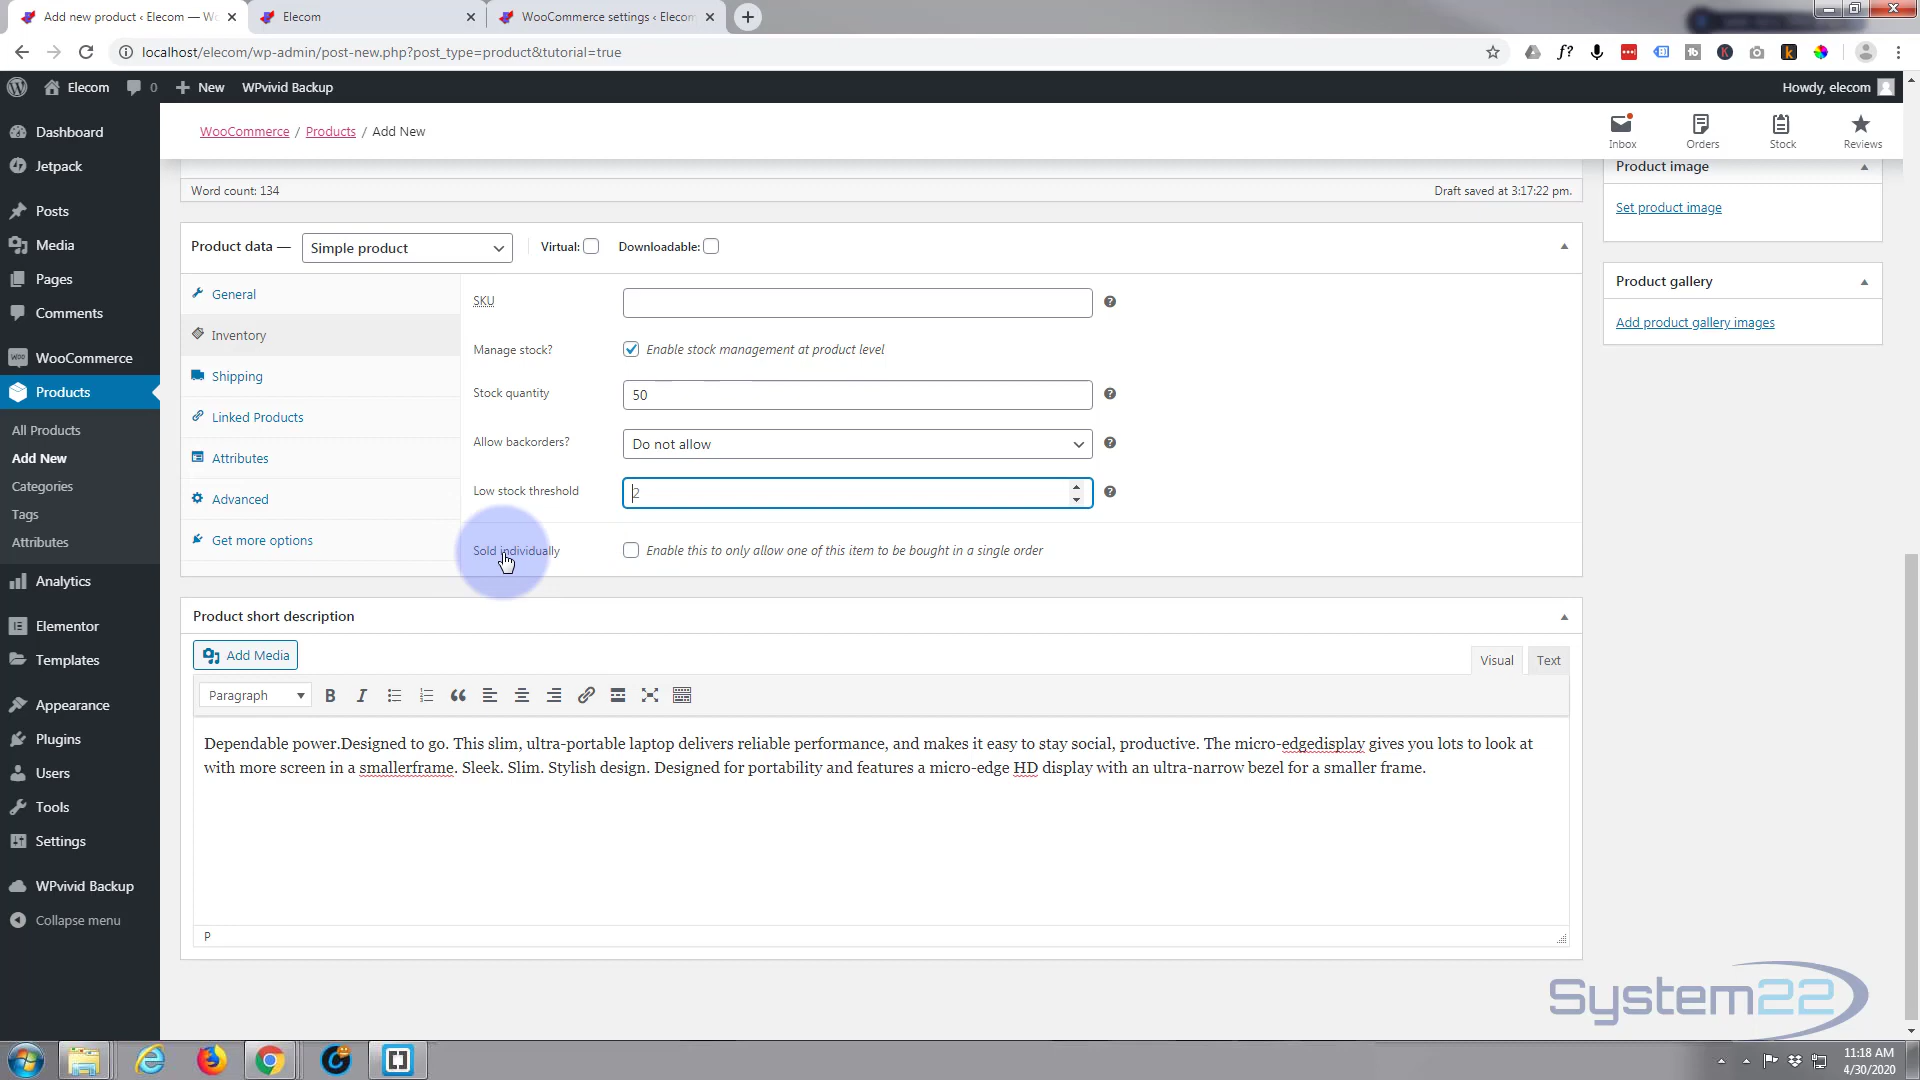 Add new product ‹ Elecom — Wo
Elecom
WooCommerce settings ‹ Elecom
localhost/elecom/wp-admin/post-new.php?post_type=product&tutorial=true
Elecom
0
New
WPvivid Backup
Howdy, elecom
Dashboard
Jetpack
Posts
Media
Pages
Comments
WooCommerce
Products
All Products
Add New
Categories
Tags
Attributes
Analytics
Elementor
Templates
Appearance
Plugins
Users
Tools
Settings
WPvivid Backup
Collapse menu
WooCommerce / Products / Add New
Inbox
Orders
Stock
Reviews
Word count: 134
Draft saved at 3:17:22 pm.
Product data —
Simple product
Virtual:
Downloadable:
General
Inventory
Shipping
Linked Products
Attributes
Advanced
Get more options
SKU
Manage stock?
Enable stock management at product level
Stock quantity
50
Allow backorders?
Do not allow
Low stock threshold
2
Sold individually
Enable this to only allow one of this item to be bought in a single order
Product short description
Add Media
Visual
Text
Paragraph
Dependable power.Designed to go. This slim, ultra-portable laptop delivers reliable performance, and makes it easy to stay social, productive. The micro-edgedisplay gives you lots to look at
with more screen in a smallerframe. Sleek. Slim. Stylish design. Designed for portability and features a micro-edge HD display with an ultra-narrow bezel for a smaller frame.
P
Product image
Set product image
Product gallery
Add product gallery images
System22
11:18 AM
4/30/2020